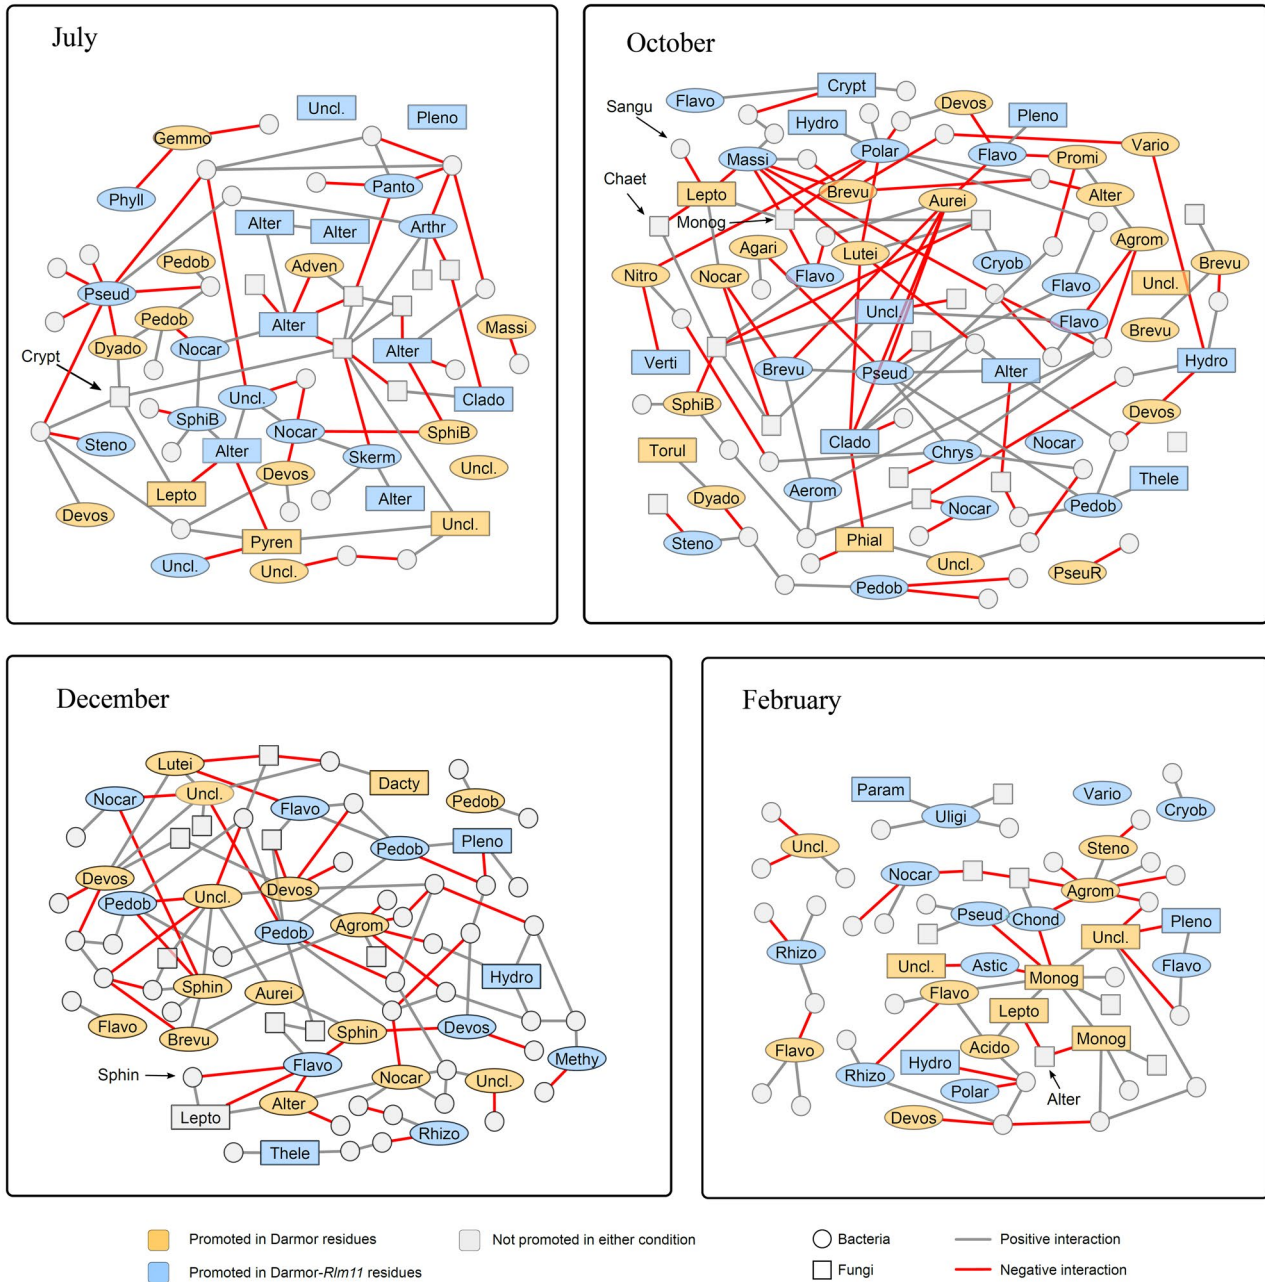 July
Uncl.
Pleno
Gemmo
Phyll
Panto
Alter
Alter
Arthr
Pedob
Adven
Pseud
Pedob
Alter
Massi
Dyado
Nocar
Alter
Crypt
Uncl.
Clado
SphiB
Nocar
SphiB
Steno
Alter
Skerm
Uncl.
Devos
Lepto
Alter
Devos
Uncl.
Pyren
Uncl.
Uncl.
October
Crypt
Flavo
Sangu
Devos
Hydro
Pleno
Massi
Polar
Flavo
Promi
Vario
Chaet
Lepto
Brevu
Aurei
Alter
Monog
Agari
Lutei
Agrom
Nitro
Nocar
Flavo
Cryob
Brevu
Flavo
Uncl.
Uncl.
Flavo
Brevu
Verti
Brevu
Pseud
Alter
Hydro
SphiB
Devos
Torul
Clado
Chrys
Nocar
Dyado
Aerom
Thele
Nocar
Pedob
Steno
Phial
Uncl.
PseuR
Pedob
December
Lutei
Dacty
Nocar
Uncl.
Flavo
Pedob
Pedob
Pleno
Devos
Pedob
Uncl.
Devos
Pedob
Agrom
Hydro
Sphin
Aurei
Flavo
Brevu
Sphin
Devos
Methy
Sphin
Flavo
Nocar
Uncl.
Lepto
Alter
Rhizo
Thele
February
Param
Vario
Uligi
Cryob
Uncl.
Steno
Nocar
Agrom
Pseud
Chond
Pleno
Rhizo
Uncl.
Uncl.
Astic
Monog
Flavo
Flavo
Lepto
Flavo
Acido
Monog
Rhizo
Hydro
Polar
Alter
Devos
Promoted in Darmor residues
Not promoted in either condition
Bacteria
Positive interaction
Promoted in Darmor-Rlm11 residues
Fungi
Negative interaction